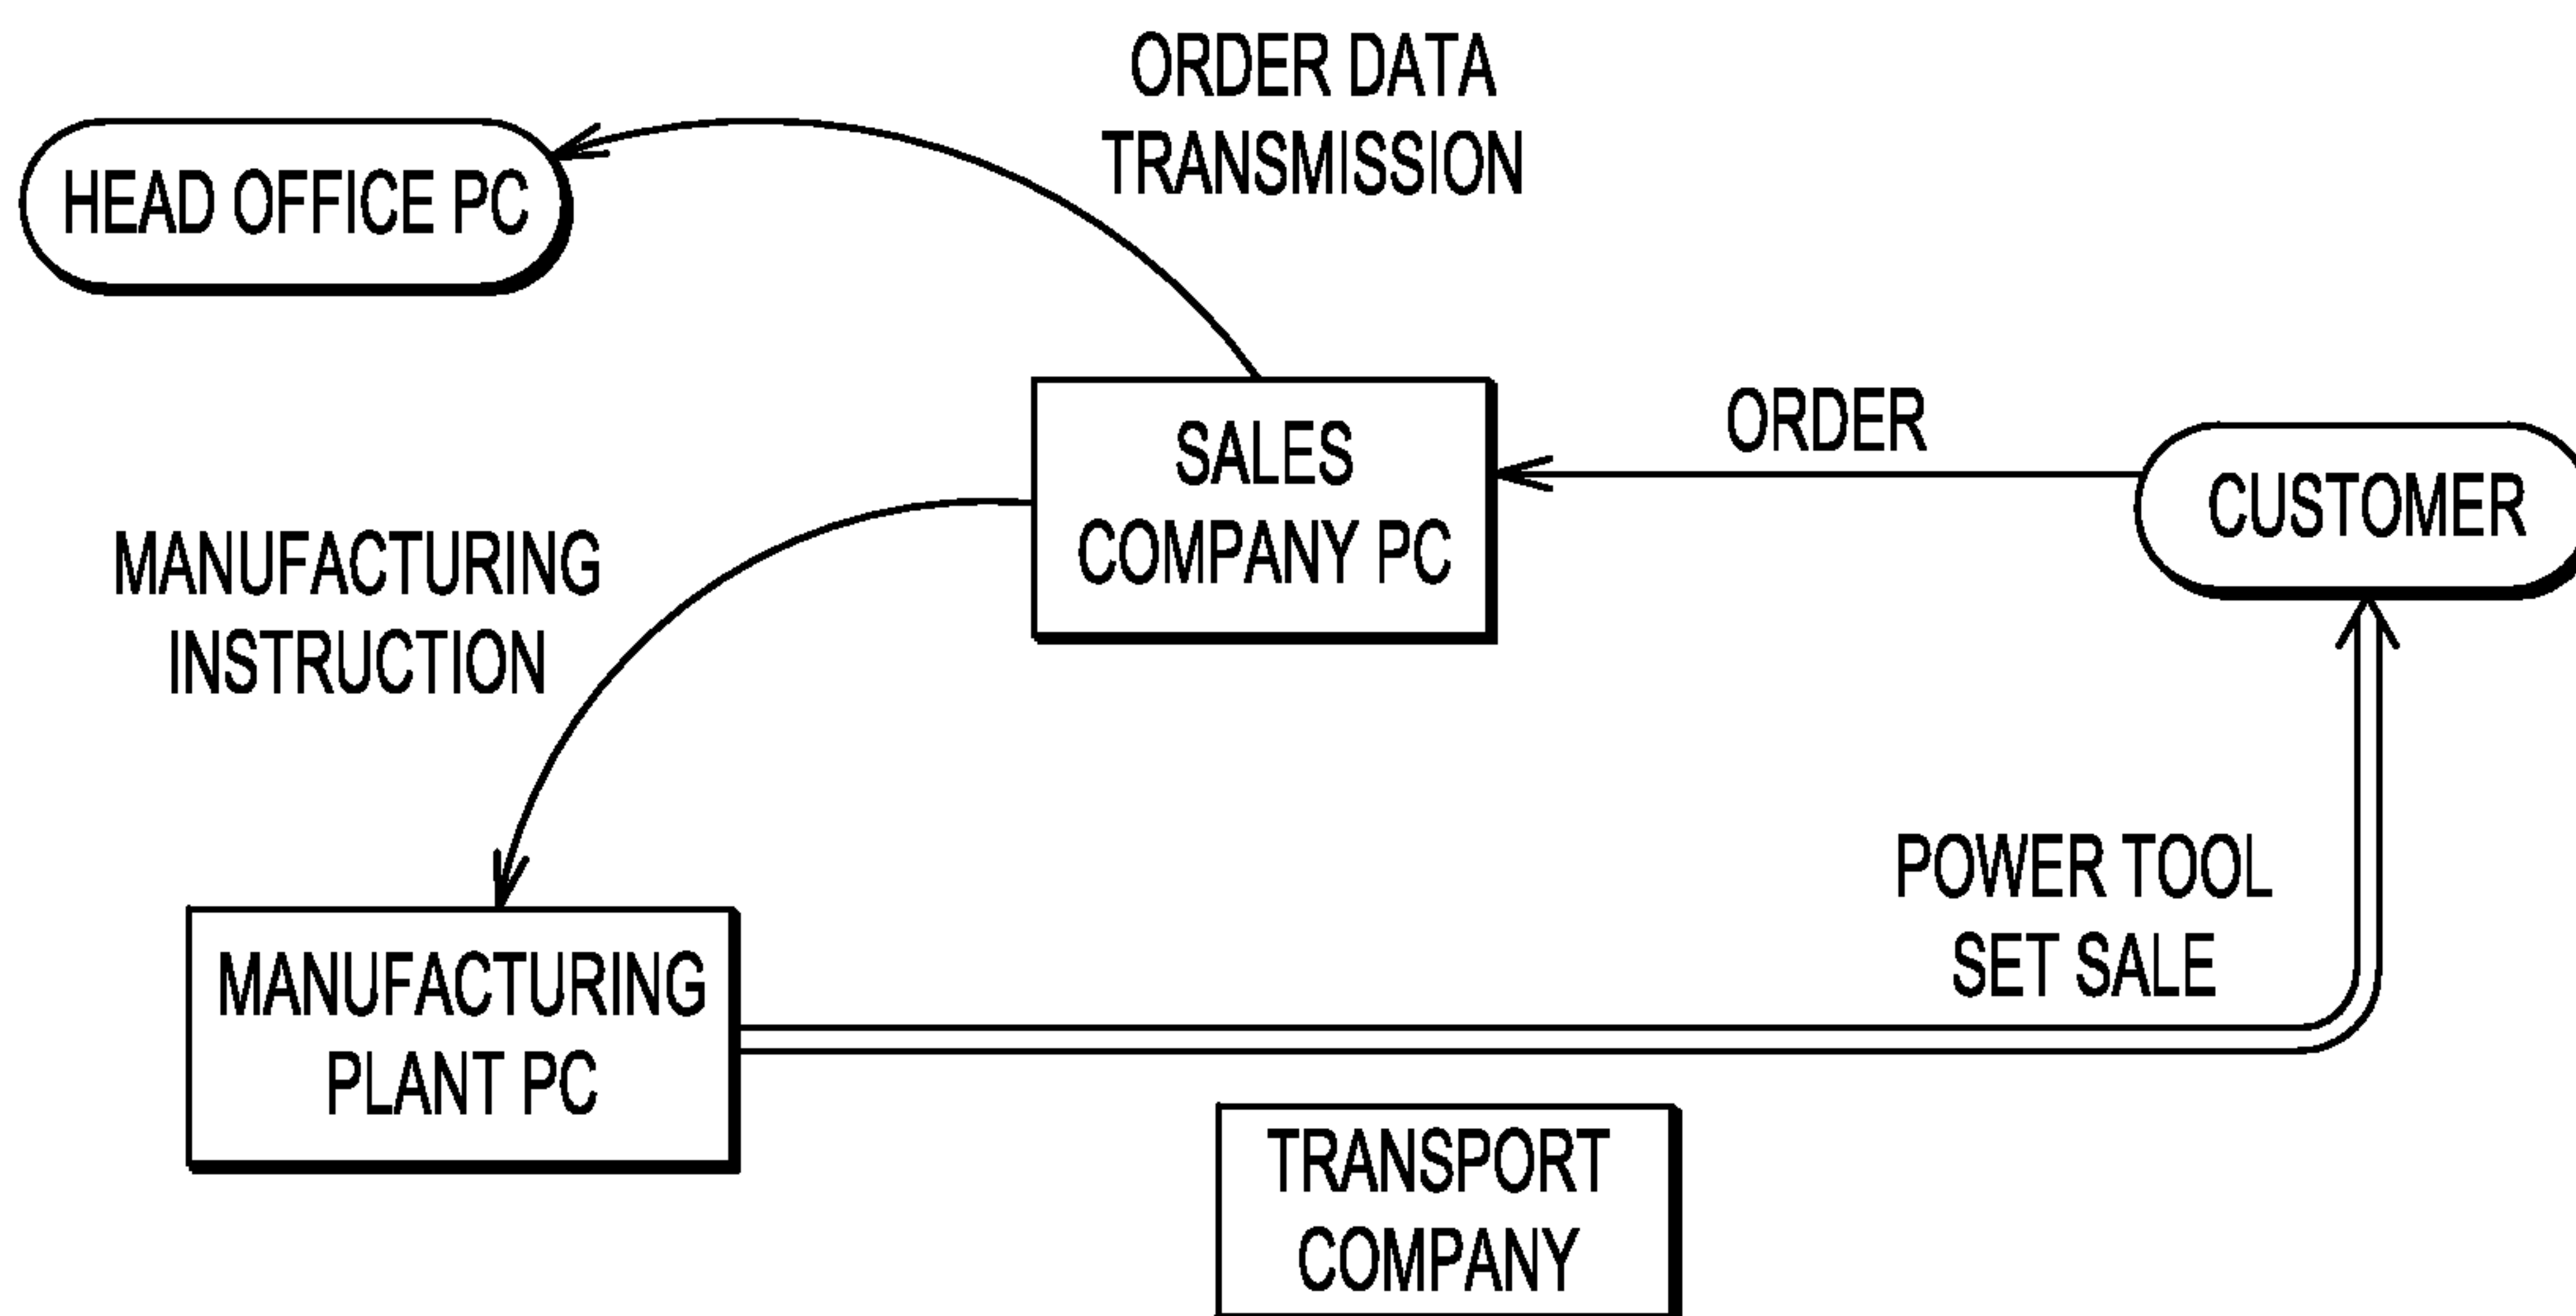 ORDER DATA
TRANSMISSION
HEAD OFFICE PC
SALES
COMPANY PC
ORDER
CUSTOMER
MANUFACTURING
INSTRUCTION
POWER TOOL
SET SALE
MANUFACTURING
PLANT PC
TRANSPORT
COMPANY